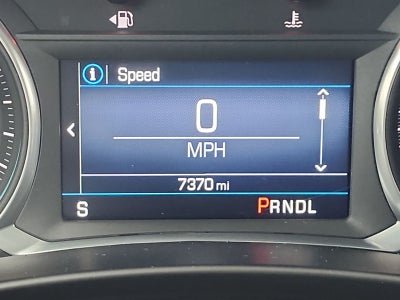 i Speed
0
MPH
7370 mi
S PRNDL